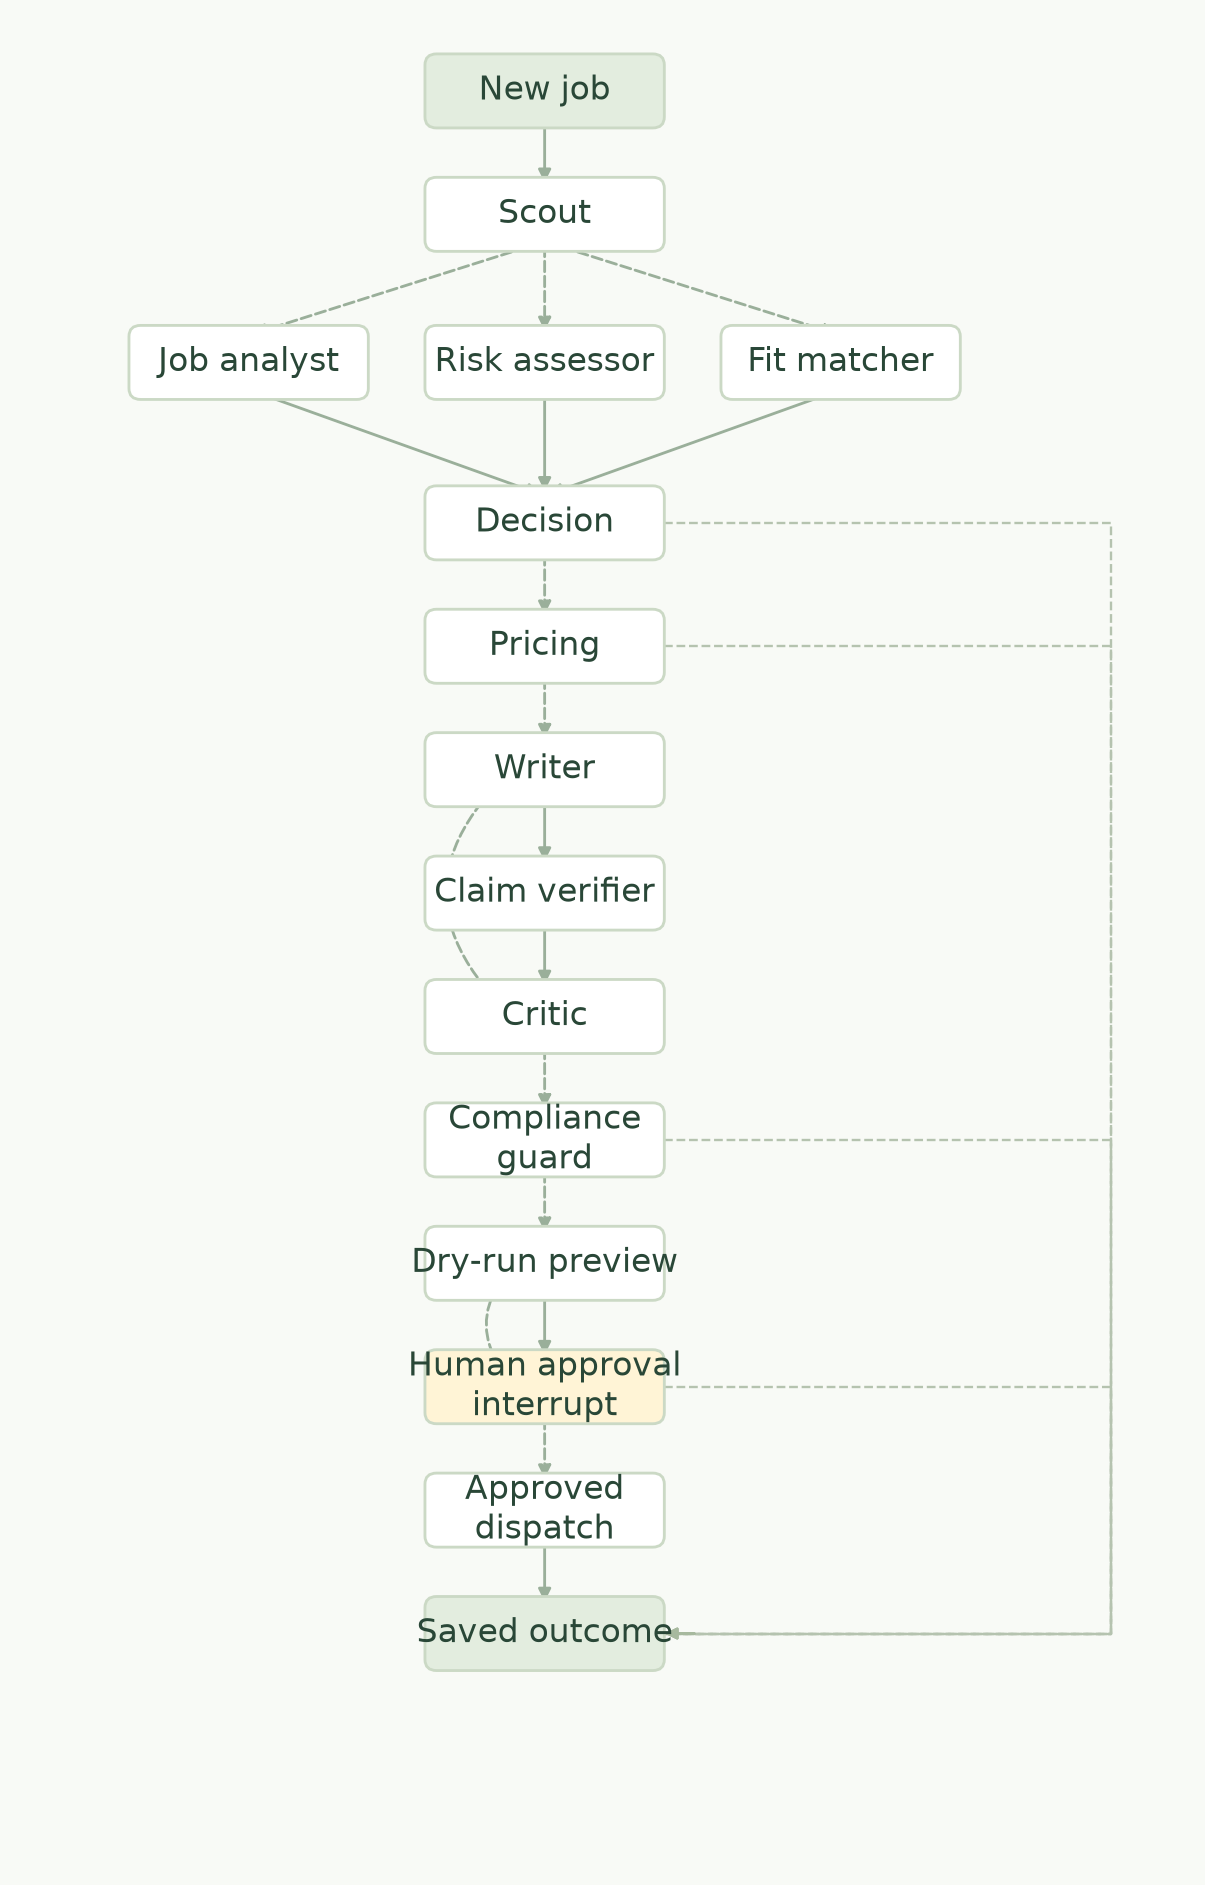 New job
Scout
Job analyst
Risk assessor
Fit matcher
Decision
Pricing
Writer
Claim verifier
Critic
Compliance
guard
Dry-run preview
Human approval
interrupt
Approved
dispatch
Saved outcome